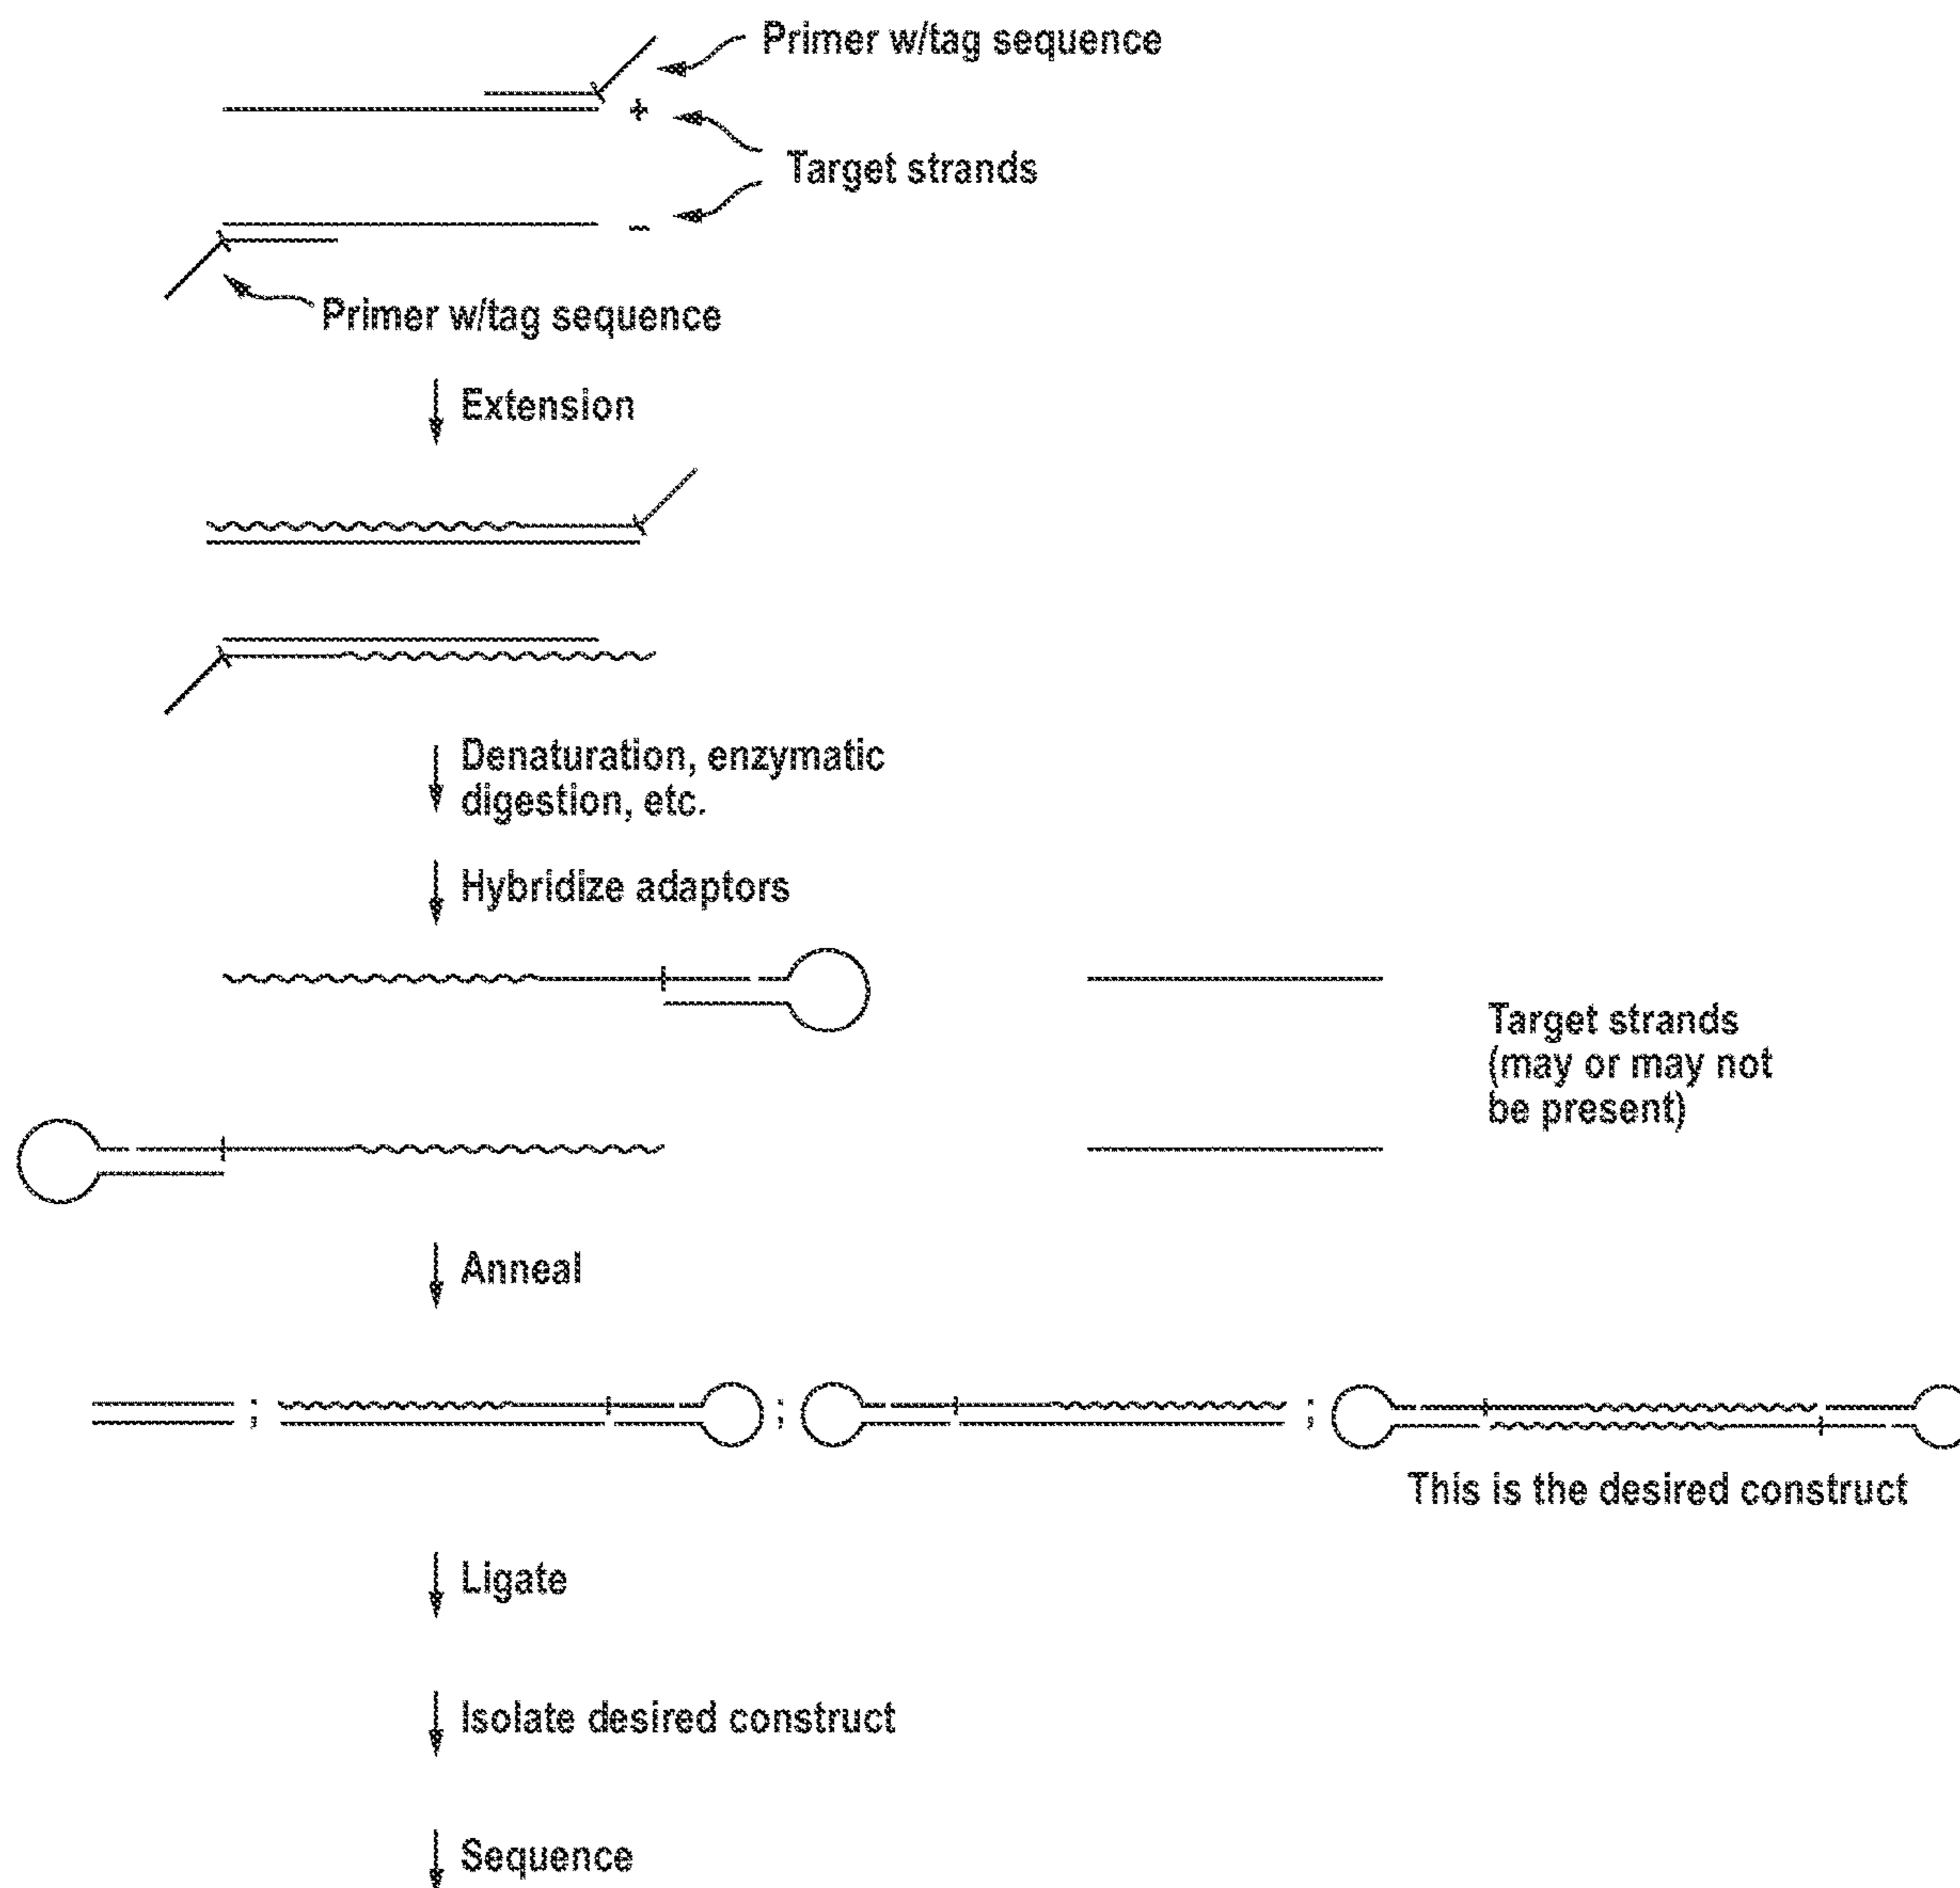 Primer w/tag sequence
+
Target strands
-
Primer w/tag sequence
Extension
Denaturation, enzymatic
digestion, etc.
Hybridize adaptors
Target strands
(may or may not
be present)
Anneal
; ; ;
This is the desired construct
Ligate
Isolate desired construct
Sequence